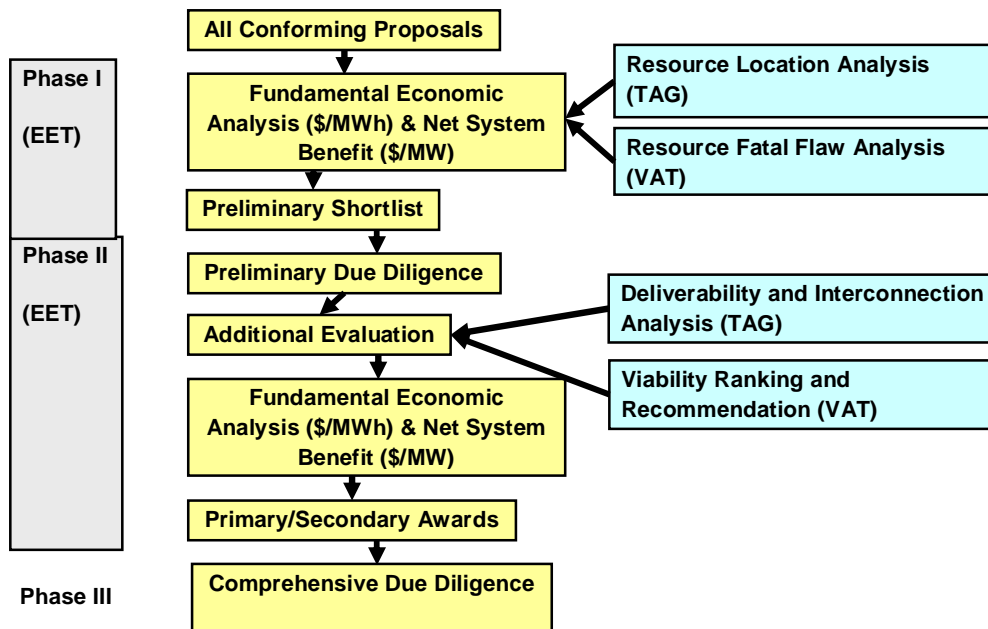 All Conforming Proposals
Phase I
(EET)
Fundamental Economic
Analysis ($/MWh) & Net System
Benefit ($/MW)
Resource Location Analysis
(TAG)
Resource Fatal Flaw Analysis
(VAT)
Preliminary Shortlist
Phase II
(EET)
Preliminary Due Diligence
Additional Evaluation
Deliverability and Interconnection
Analysis (TAG)
Viability Ranking and
Recommendation (VAT)
Fundamental Economic
Analysis ($/MWh) & Net System
Benefit ($/MW)
Primary/Secondary Awards
Phase III
Comprehensive Due Diligence